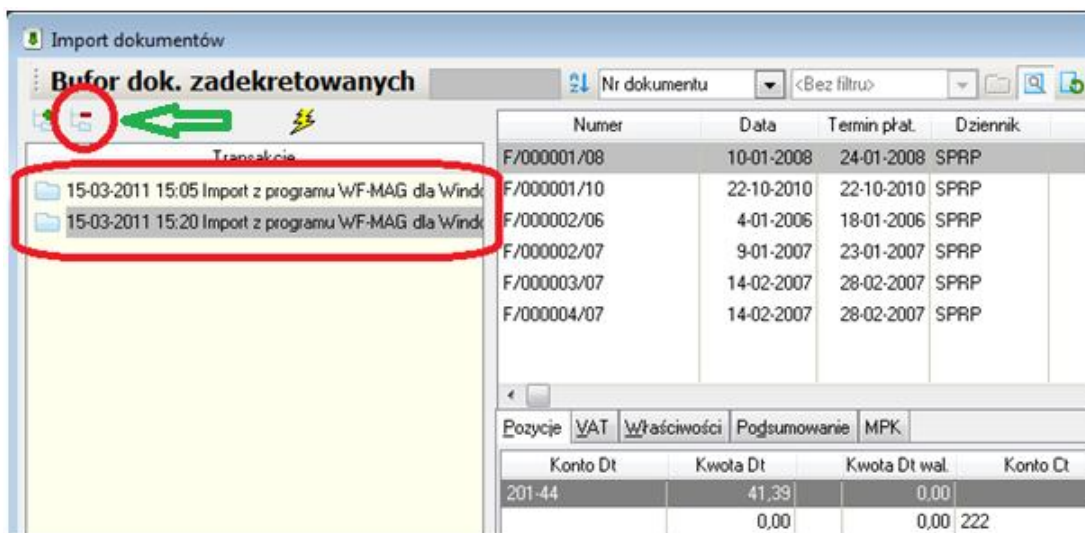 Import dokumentów
Bufor dok. zadekretowanych
Nr dokumentu <Bez filtru>
Transakcje
15-03-2011 15:05 Import z programu WF-MAG dla
15-03-2011 15:20 Import z programu WF-MAG dla
Numer Data Termin płat. Dziennik
F/000001/08 10-01-2008 24-01-2008 SPRP
F/000001/10 22-10-2010 22-10-2010 SPRP
F/000002/06 4-01-2006 18-01-2006 SPRP
F/000002/07 9-01-2007 23-01-2007 SPRP
F/000003/07 14-02-2007 28-02-2007 SPRP
F/000004/07 14-02-2007 28-02-2007 SPRP
Pozycje VAT Właściwości Podsumowanie MPK
Konto Dt Kwota Dt Kwota Dt wal. Konto Ct
201-44 41,39 0,00
0,00 0,00 222